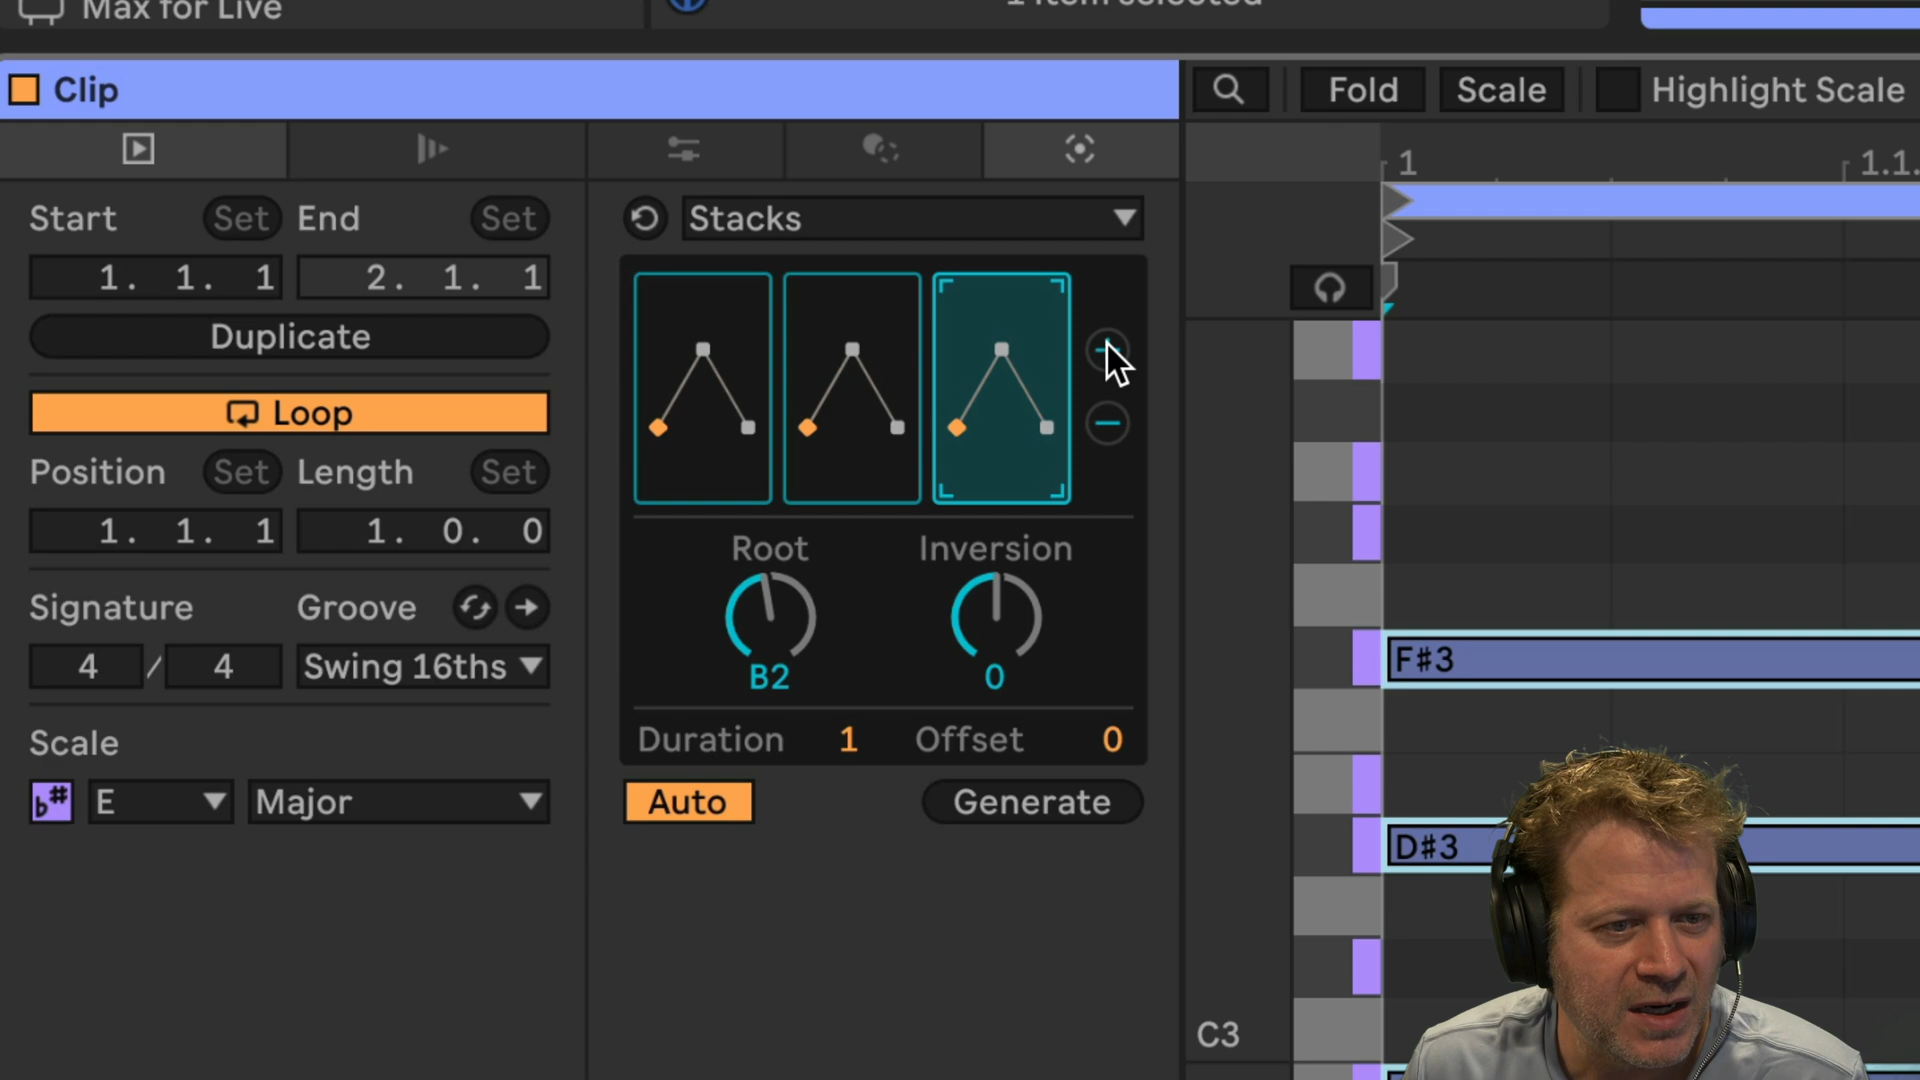 Max for Live
1 item selected
Clip
Fold
Scale
Highlight Scale
1
1.1.
Start Set End Set
1. 1. 1
2. 1. 1
Duplicate
Loop
Position Set Length Set
1. 1. 1
1. 0. 0
Signature
Groove
4 / 4
Swing 16ths
Scale
b#
E
Major
Stacks
Root
Inversion
B2
0
Duration 1
Offset 0
Auto
Generate
F#3
D#3
C3